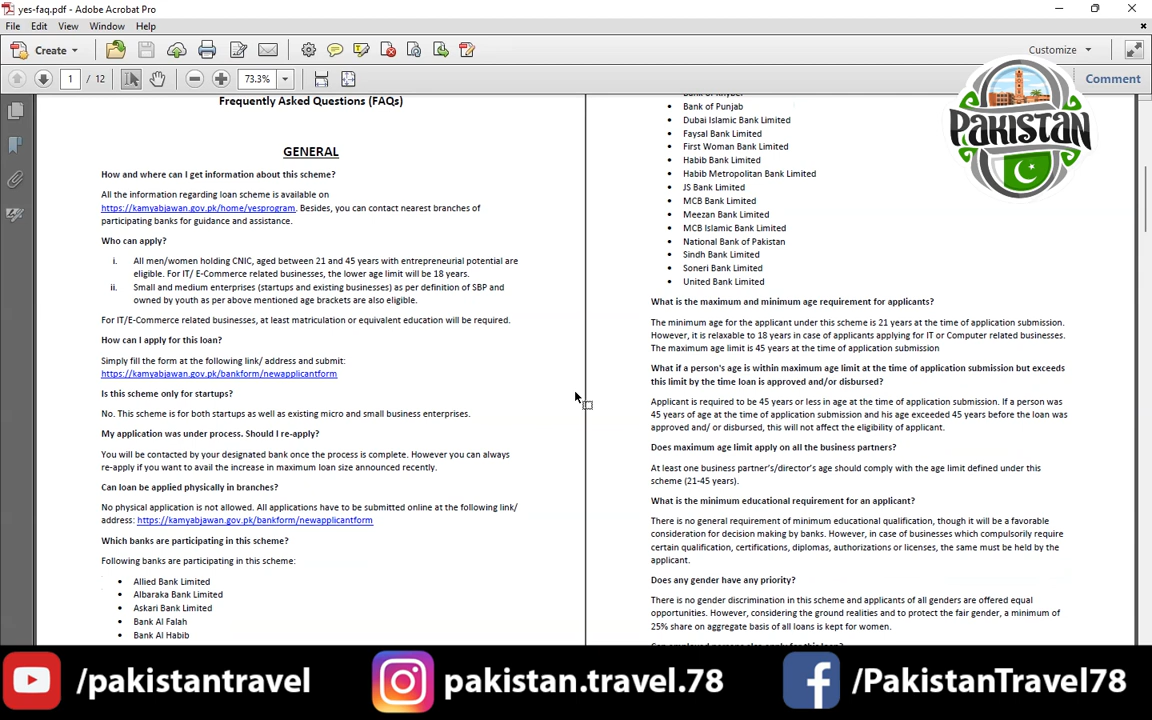 yes-faq.pdf - Adobe Acrobat Pro
File Edit View Window Help
Create
Customize
1 / 12
73.3%
Comment
PAKISTAN
Frequently Asked Questions (FAQs)
GENERAL
How and where can I get information about this scheme?
All the information regarding loan scheme is available on
https://kamyabjawan.gov.pk/home/yesprogram. Besides, you can contact nearest branches of
participating banks for guidance and assistance.
Who can apply?
i. All men/women holding CNIC, aged between 21 and 45 years with entrepreneurial potential are
eligible. For IT/ E-Commerce related businesses, the lower age limit will be 18 years.
ii. Small and medium enterprises (startups and existing businesses) as per definition of SBP and
owned by youth as per above mentioned age brackets are also eligible.
For IT/E-Commerce related businesses, at least matriculation or equivalent education will be required.
How can I apply for this loan?
Simply fill the form at the following link/ address and submit:
https://kamyabjawan.gov.pk/bankform/newapplicantform
Is this scheme only for startups?
No. This scheme is for both startups as well as existing micro and small business enterprises.
My application was under process. Should I re-apply?
You will be contacted by your designated bank once the process is complete. However you can always
re-apply if you want to avail the increase in maximum loan size announced recently.
Can loan be applied physically in branches?
No physical application is not allowed. All applications have to be submitted online at the following link/
address: https://kamyabjawan.gov.pk/bankform/newapplicantform
Which banks are participating in this scheme?
Following banks are participating in this scheme:
• Allied Bank Limited
• Albaraka Bank Limited
• Askari Bank Limited
• Bank Al Falah
• Bank Al Habib
• Bank of Punjab
• Dubai Islamic Bank Limited
• Faysal Bank Limited
• First Woman Bank Limited
• Habib Bank Limited
• Habib Metropolitan Bank Limited
• JS Bank Limited
• MCB Bank Limited
• Meezan Bank Limited
• MCB Islamic Bank Limited
• National Bank of Pakistan
• Sindh Bank Limited
• Soneri Bank Limited
• United Bank Limited
What is the maximum and minimum age requirement for applicants?
The minimum age for the applicant under this scheme is 21 years at the time of application submission.
However, it is relaxable to 18 years in case of applicants applying for IT or Computer related businesses.
The maximum age limit is 45 years at the time of application submission
What if a person's age is within maximum age limit at the time of application submission but exceeds
this limit by the time loan is approved and/or disbursed?
Applicant is required to be 45 years or less in age at the time of application submission. If a person was
45 years of age at the time of application submission and his age exceeded 45 years before the loan was
approved and/ or disbursed, this will not affect the eligibility of applicant.
Does maximum age limit apply on all the business partners?
At least one business partner's/director's age should comply with the age limit defined under this
scheme (21-45 years).
What is the minimum educational requirement for an applicant?
There is no general requirement of minimum educational qualification, though it will be a favorable
consideration for decision making by banks. However, in case of businesses which compulsorily require
certain qualification, certifications, diplomas, authorizations or licenses, the same must be held by the
applicant.
Does any gender have any priority?
There is no gender discrimination in this scheme and applicants of all genders are offered equal
opportunities. However, considering the ground realities and to protect the fair gender, a minimum of
25% share on aggregate basis of all loans is kept for women.
/pakistantravel
pakistan.travel.78
/PakistanTravel78